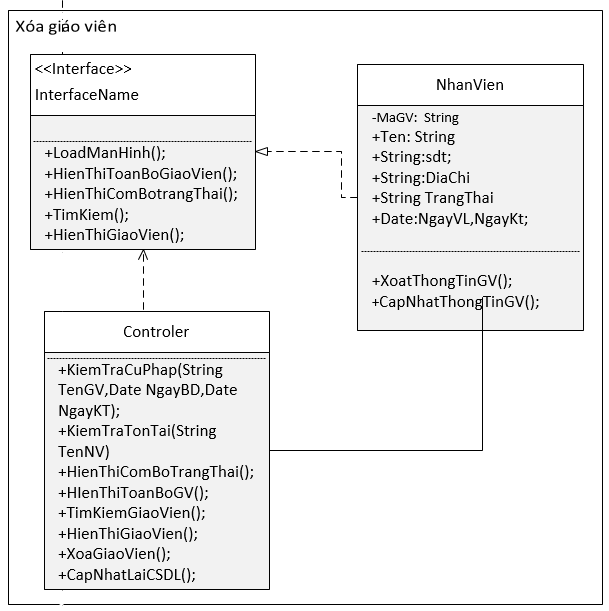 Xóa giáo viên
<<Interface>>
InterfaceName
+LoadManHinh();
+HienThiToanBoGiaoVien();
+HienThiComBotrangThai();
+TimKiem();
+HienThiGiaoVien();
NhanVien
-MaGV: String
+Ten: String
+String:sdt;
+String:DiaChi
+String TrangThai
+Date:NgayVL,NgayKt;
+XoatThongTinGV();
+CapNhatThongTinGV();
Controler
+KiemTraCuPhap(String
TenGV,Date NgayBD,Date
NgayKT);
+KiemTraTonTai(String
TenNV)
+HienThiComBoTrangThai();
+HIenThiToanBoGV();
+TimKiemGiaoVien();
+HienThiGiaoVien();
+XoaGiaoVien();
+CapNhatLaiCSDL();